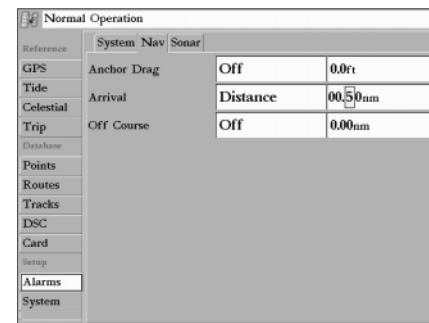 Normal Operation
System Nav Sonar
Reference
GPS
Tide
Celestial
Trip
Database
Points
Routes
Tracks
DSC
Card
Setup
Alarms
System
Anchor Drag Off 0.0ft
Arrival Distance 00.50nm
Off Course Off 0.00nm